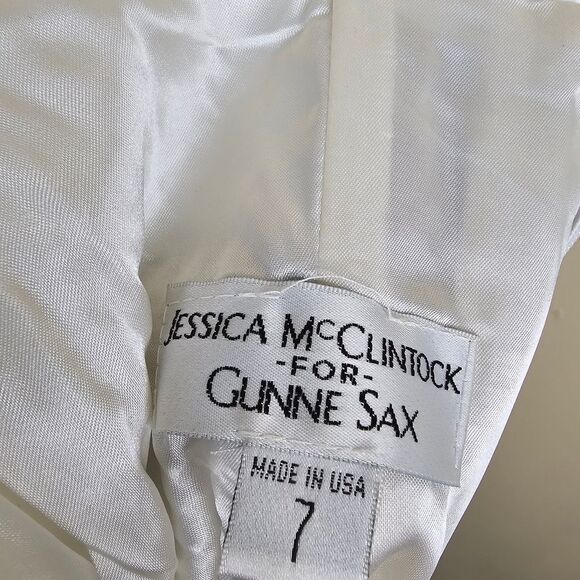 JESSICA McCLINTOCK
-FOR-
GUNNE SAX
MADE IN USA
7